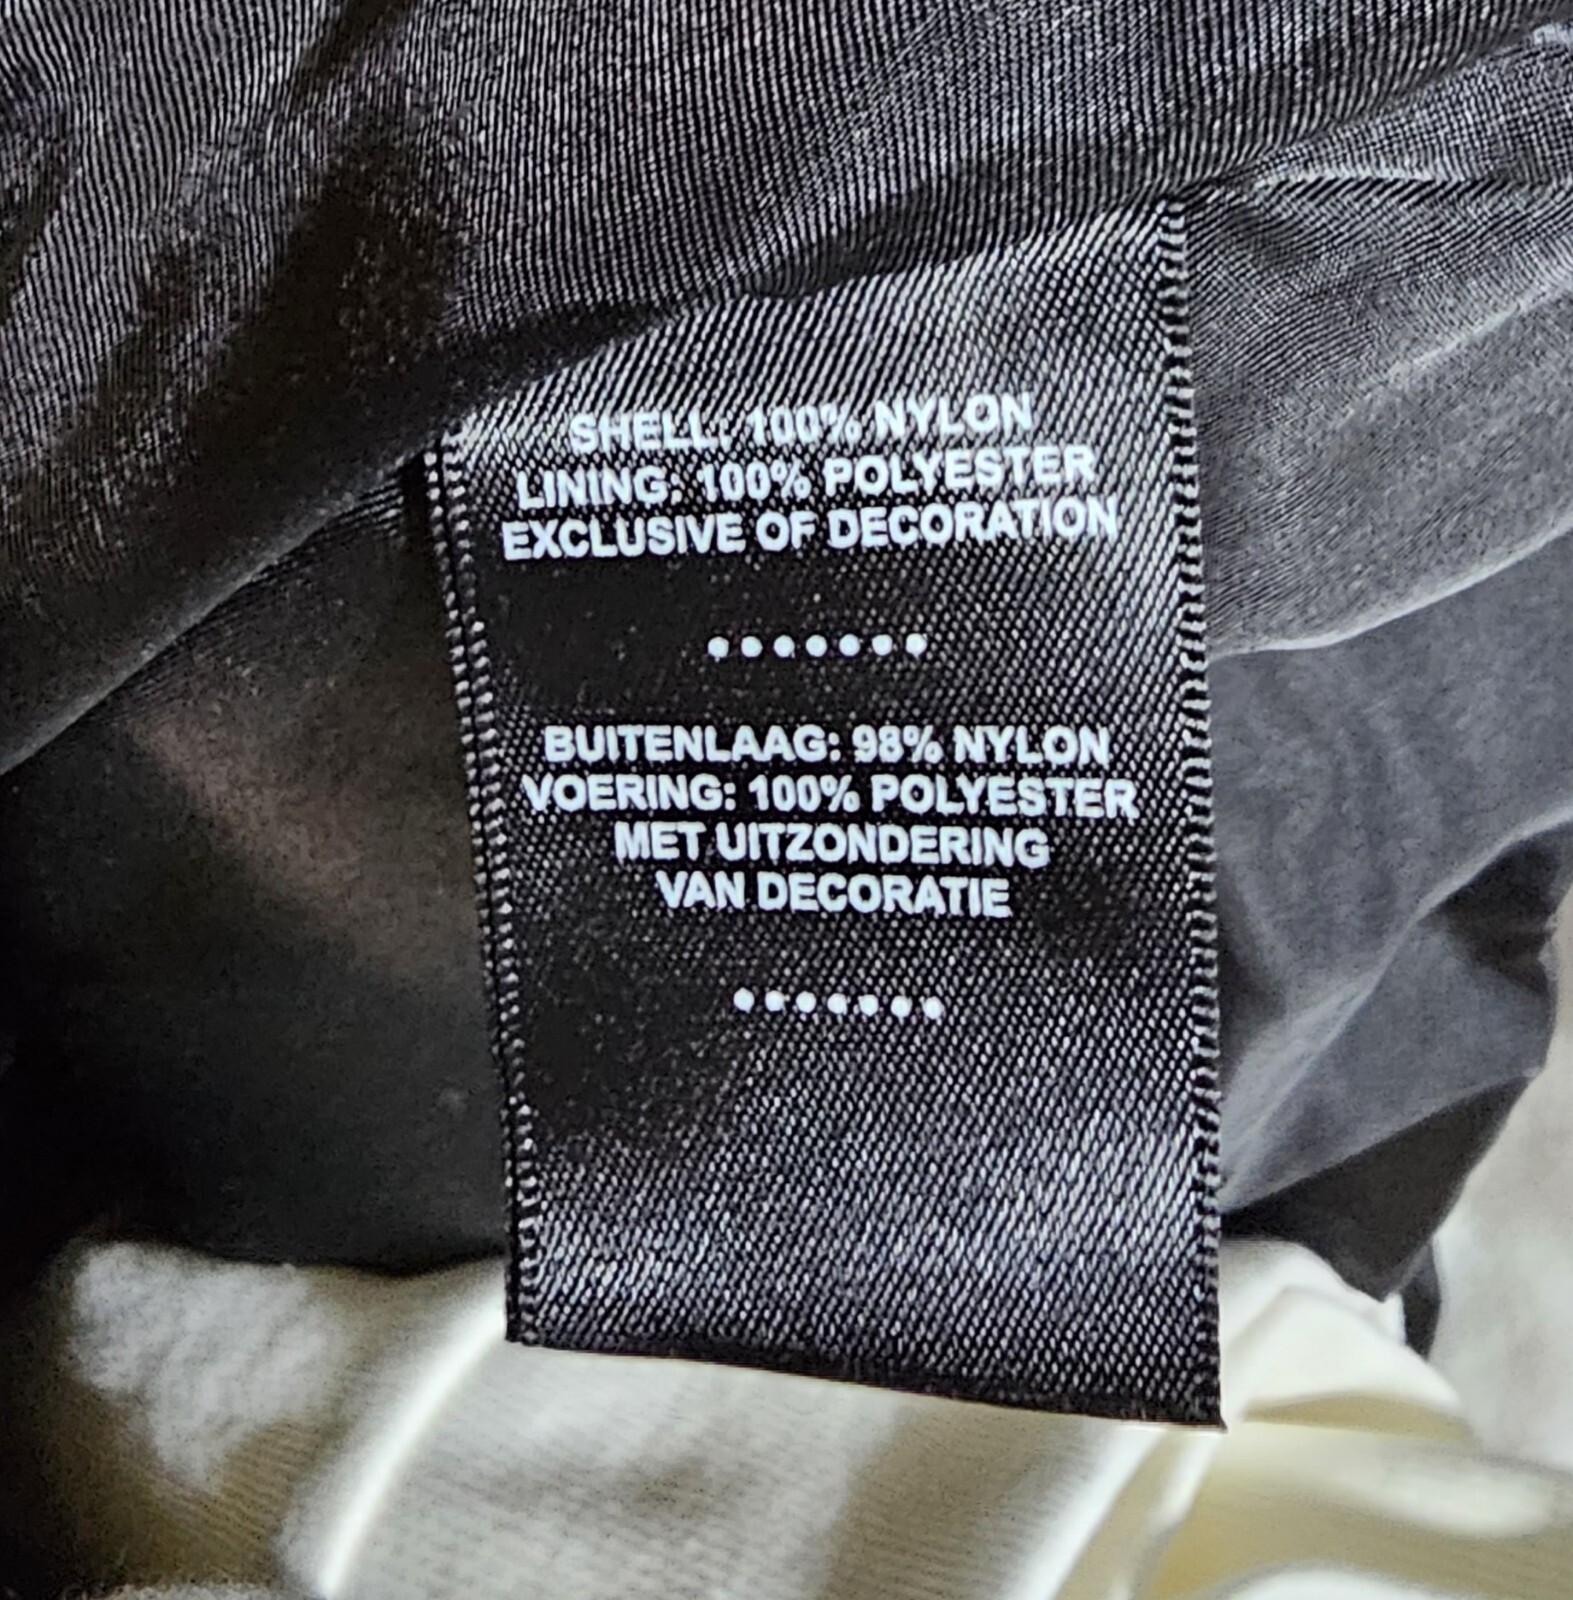 SHELL: 100% NYLON
LINING: 100% POLYESTER
EXCLUSIVE OF DECORATION
•••••••
BUITENLAAG: 98% NYLON
VOERING: 100% POLYESTER
MET UITZONDERING
VAN DECORATIE
•••••••